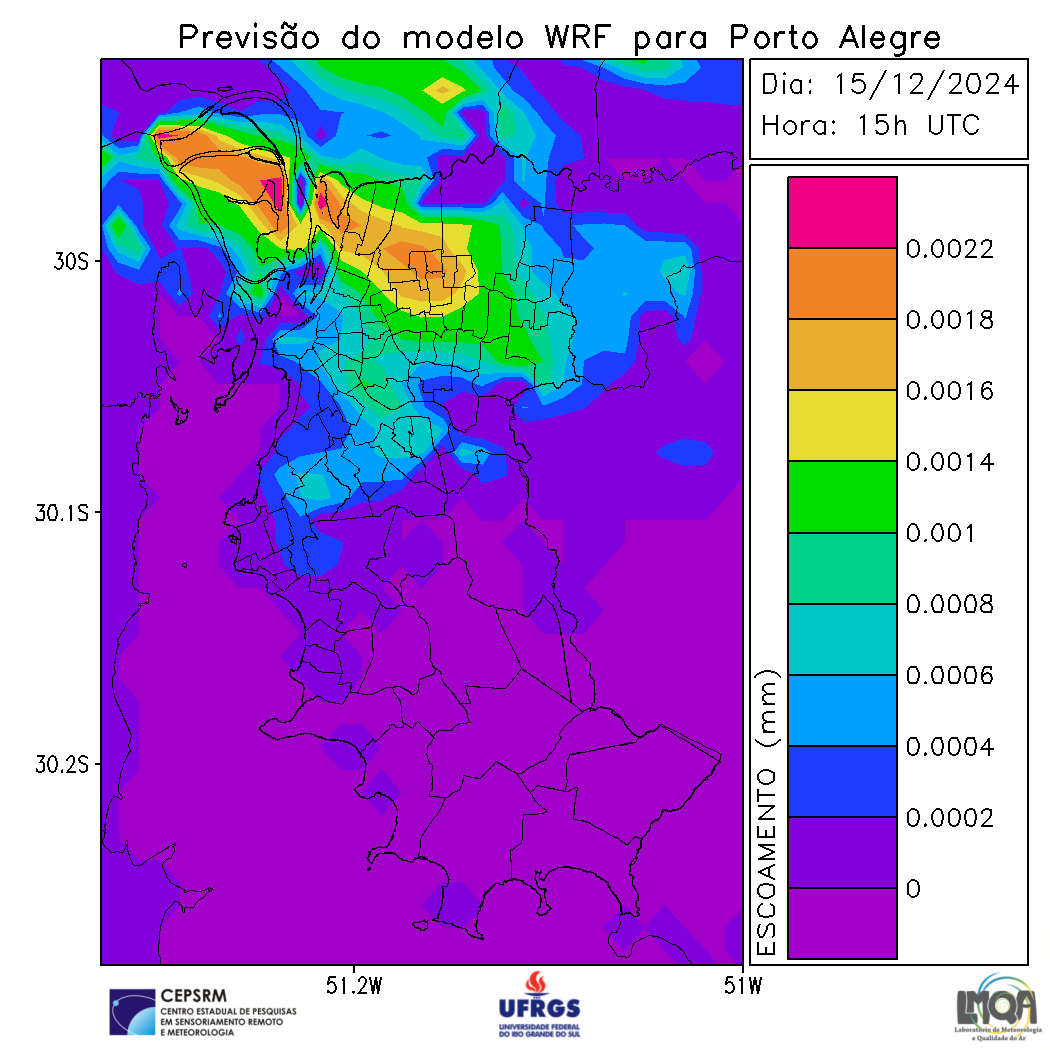 Previsão do modelo WRF para Porto Alegre
Dia: 15/12/2024
Hora: 15h UTC
30S
30.1S
30.2S
51.2W
51W
ESCOAMENTO (mm)
0.0022
0.0018
0.0016
0.0014
0.001
0.0008
0.0006
0.0004
0.0002
0
CEPSRM
CENTRO ESTADUAL DE PESQUISAS
EM SENSORIAMENTO REMOTO
E METEOROLOGIA
UFRGS
UNIVERSIDADE FEDERAL
DO RIO GRANDE DO SUL
LMQA
Laboratório de Meteorologia
e Qualidade do Ar